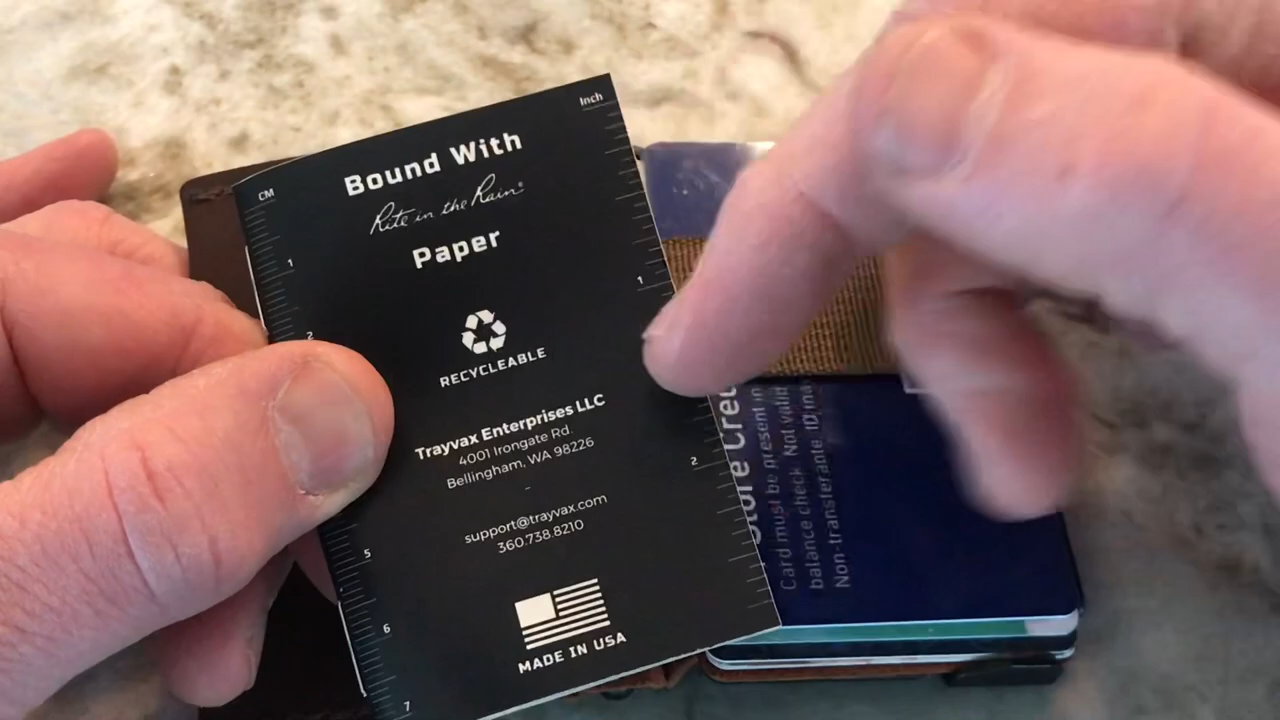 Inch
CM
Bound With
Rite in the Rain®
Paper
1
2
5
6
7
1
2
RECYCLEABLE
Trayvax Enterprises LLC
4001 Irongate Rd.
Bellingham, WA 98226
-
support@trayvax.com
360.738.8210
MADE IN USA
Store Cre
Card must be present in
balance check. Not valid
Non-transferable. ID